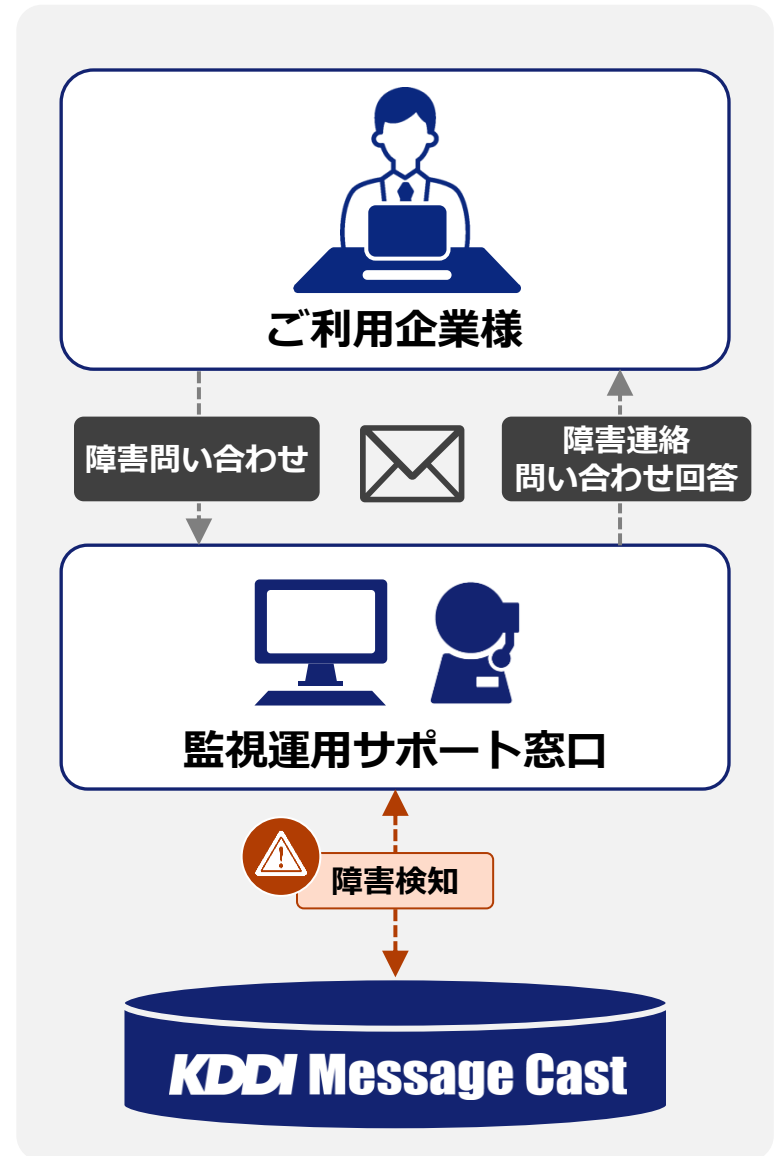 ご利用企業様
障害問い合わせ
障害連絡
問い合わせ回答
監視運用サポート窓口
障害検知
KDDI Message Cast